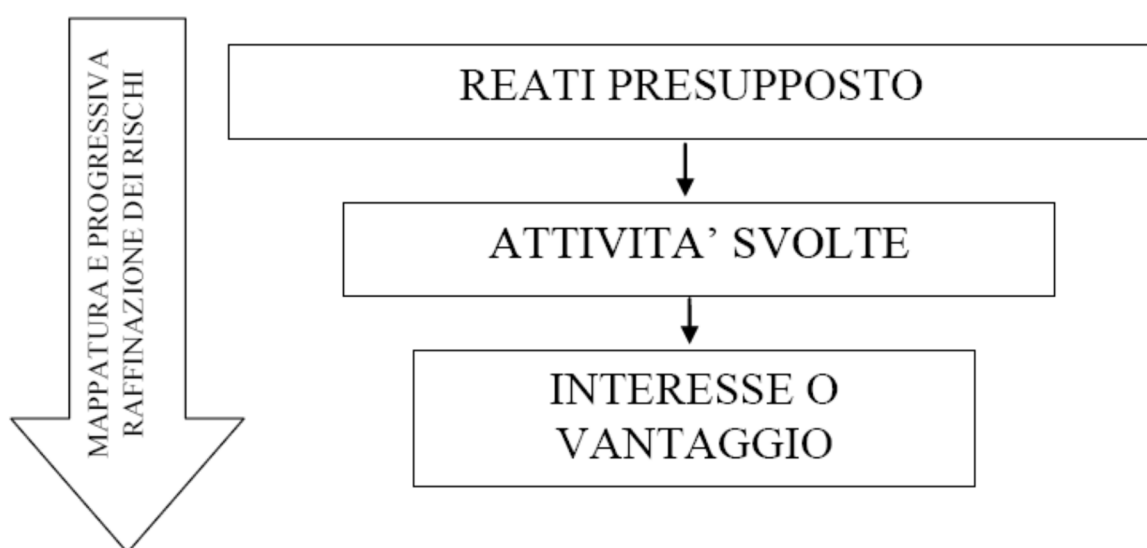 MAPPATURA E PROGRESSIVA
RAFFINAZIONE DEI RISCHI
REATI PRESUPPOSTO
ATTIVITA’ SVOLTE
INTERESSE O
VANTAGGIO